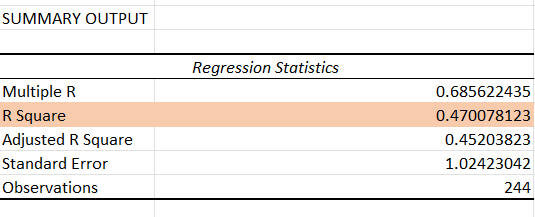 SUMMARY OUTPUT
Regression Statistics
Multiple R 0.685622435
R Square 0.470078123
Adjusted R Square 0.45203823
Standard Error 1.02423042
Observations 244